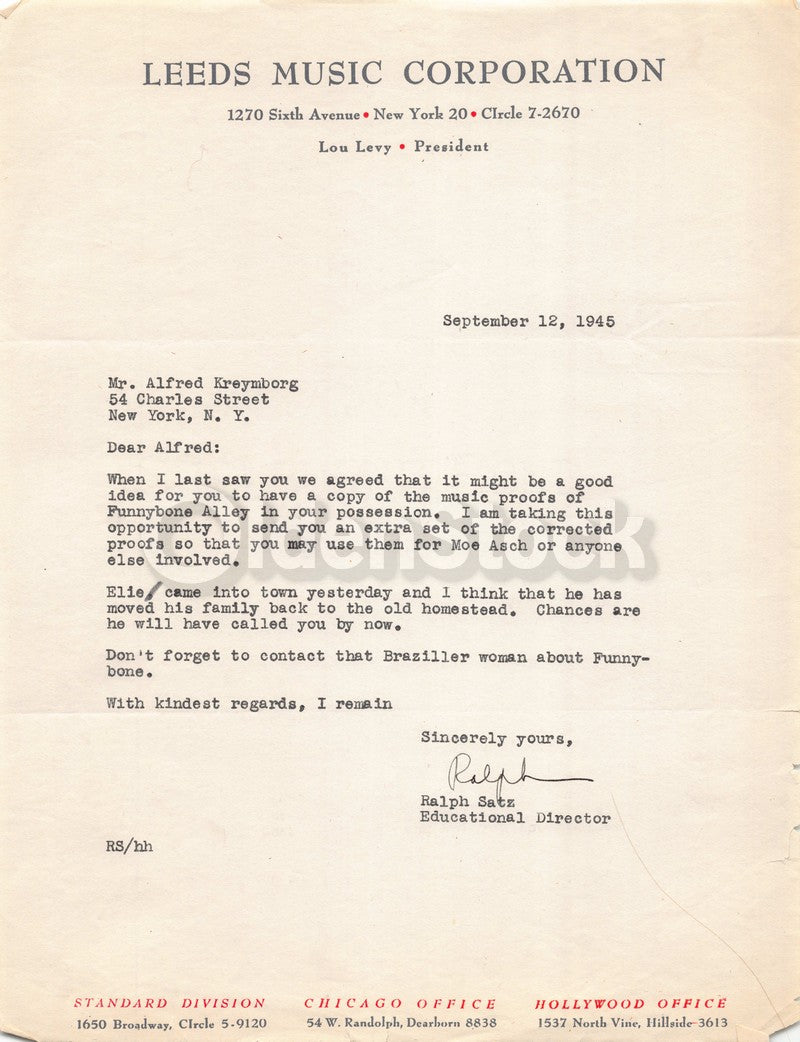 LEEDS MUSIC CORPORATION
1270 Sixth Avenue • New York 20 • CIrcle 7-2670
Lou Levy • President
September 12, 1945
Mr. Alfred Kreymborg
54 Charles Street
New York, N. Y.
Dear Alfred:
When I last saw you we agreed that it might be a good
idea for you to have a copy of the music proofs of
Funnybone Alley in your possession. I am taking this
opportunity to send you an extra set of the corrected
proofs so that you may use them for Moe Asch or anyone
else involved.
Elie came into town yesterday and I think that he has
moved his family back to the old homestead. Chances are
he will have called you by now.
Don't forget to contact that Braziller woman about Funny-
bone.
With kindest regards, I remain
Sincerely yours,
Ralph
Ralph Satz
Educational Director
RS/hh
STANDARD DIVISION CHICAGO OFFICE HOLLYWOOD OFFICE
1650 Broadway, CIrcle 5-9120 54 W. Randolph, Dearborn 8838 1537 North Vine, Hillside 3613
OldenStock